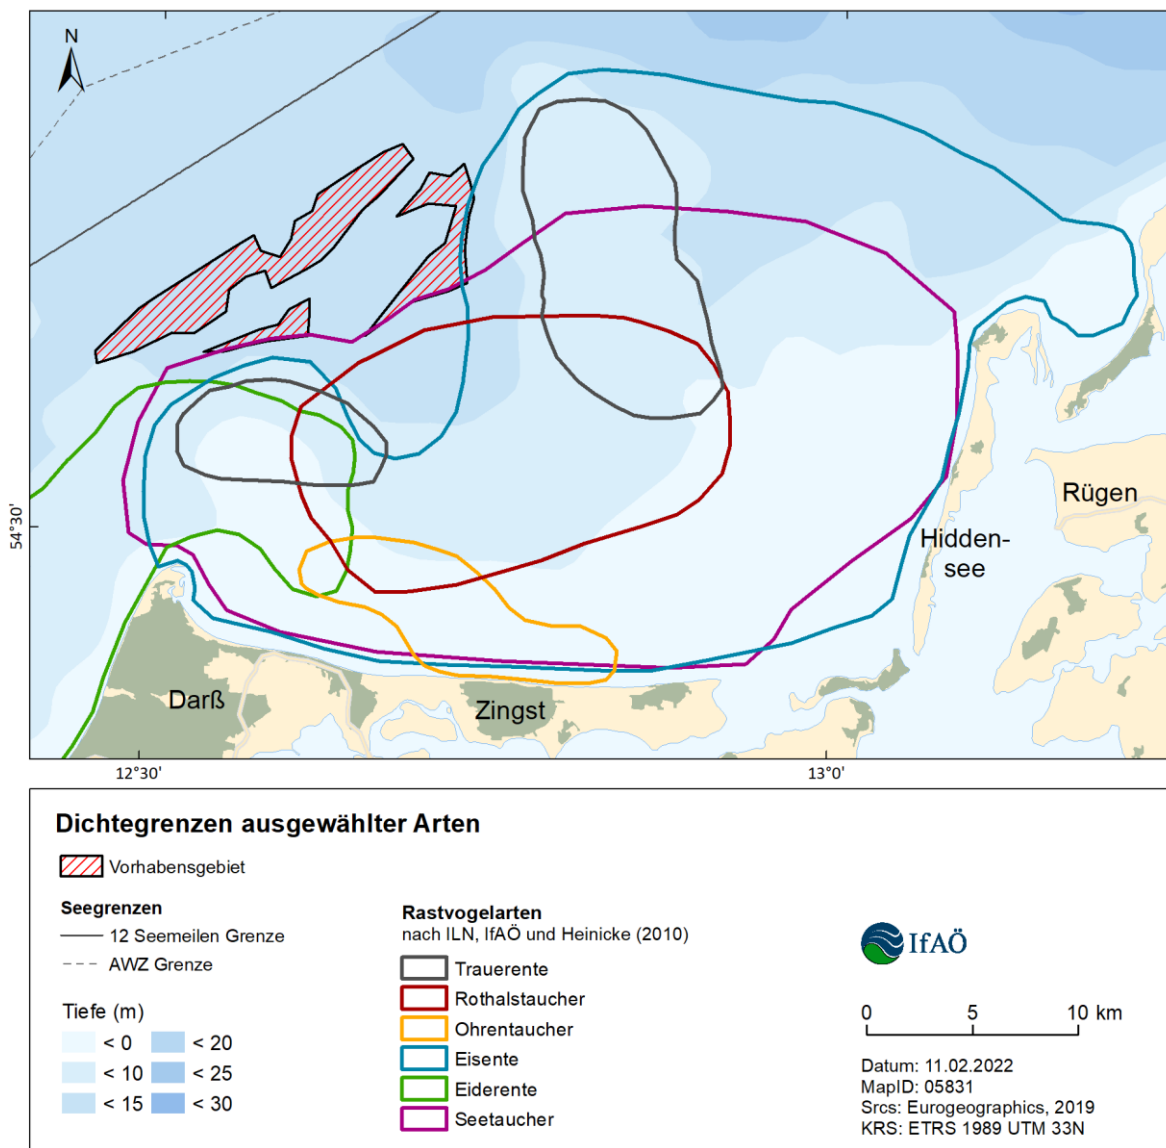 N
54°30'
Rügen
Hidden-
see
Darß
Zingst
12°30'
13°0'
Dichtegrenzen ausgewählter Arten
Vorhabensgebiet
Seegrenzen
12 Seemeilen Grenze
AWZ Grenze
Tiefe (m)
< 0
< 20
< 10
< 25
< 15
< 30
Rastvogelarten
nach ILN, IfAÖ und Heinicke (2010)
Trauerente
Rothalstaucher
Ohrentaucher
Eisente
Eiderente
Seetaucher
IfAÖ
0 5 10 km
Datum: 11.02.2022
MapID: 05831
Srcs: Eurogeographics, 2019
KRS: ETRS 1989 UTM 33N